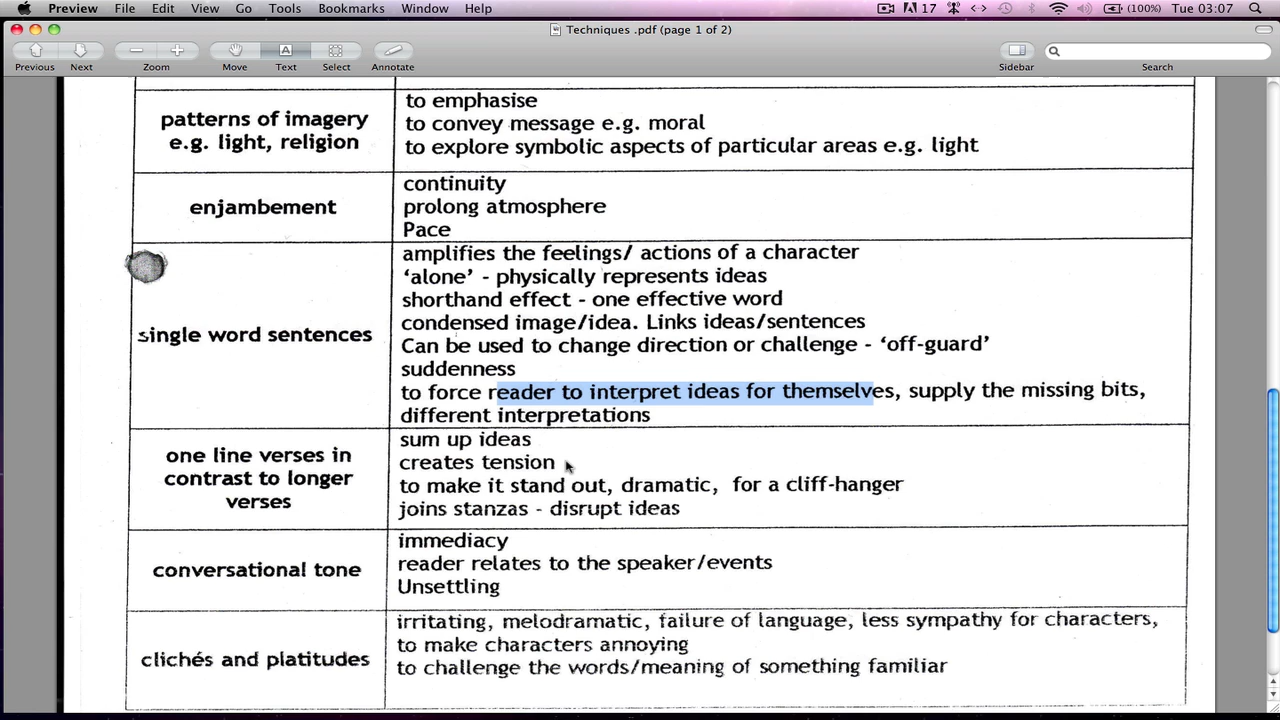 Preview File Edit View Go Tools Bookmarks Window Help 17 (100%) Tue 03:07
Techniques .pdf (page 1 of 2)
Previous Next Zoom Move Text Select Annotate Sidebar Search
patterns of imagery
e.g. light, religion
to emphasise
to convey message e.g. moral
to explore symbolic aspects of particular areas e.g. light
enjambement
continuity
prolong atmosphere
Pace
single word sentences
amplifies the feelings/ actions of a character
‘alone’ - physically represents ideas
shorthand effect - one effective word
condensed image/idea. Links ideas/sentences
Can be used to change direction or challenge - ‘off-guard’
suddenness
to force reader to interpret ideas for themselves, supply the missing bits,
different interpretations
one line verses in
contrast to longer
verses
sum up ideas
creates tension
to make it stand out, dramatic, for a cliff-hanger
joins stanzas - disrupt ideas
conversational tone
immediacy
reader relates to the speaker/events
Unsettling
clichés and platitudes
irritating, melodramatic, failure of language, less sympathy for characters,
to make characters annoying
to challenge the words/meaning of something familiar